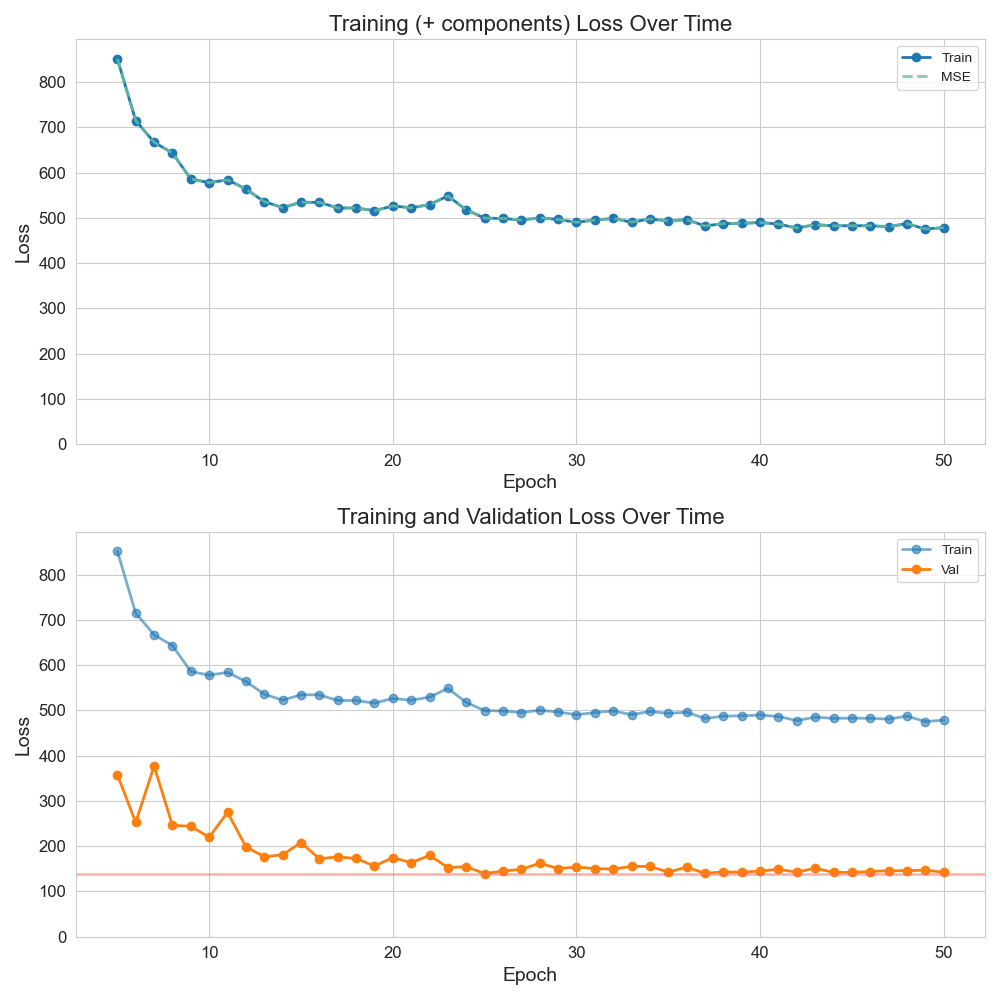 Training (+ components) Loss Over Time
Train
MSE
800
700
600
500
400
300
200
100
0
Loss
10 20 30 40 50
Epoch
Training and Validation Loss Over Time
Train
Val
800
700
600
500
400
300
200
100
0
Loss
10 20 30 40 50
Epoch